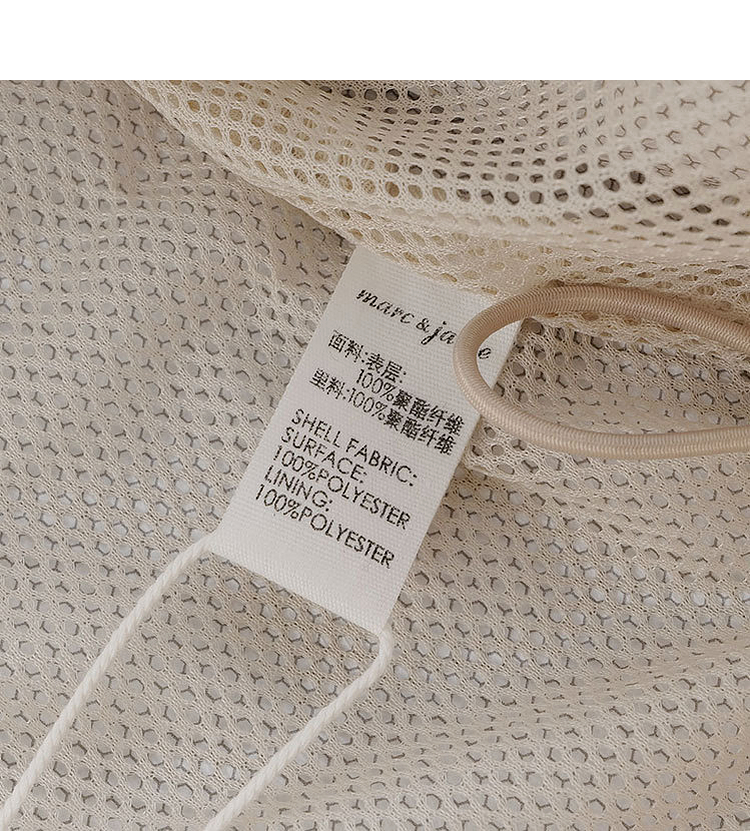 marc & ja
面料:表层:
100%聚酯纤维
里料:100%聚酯纤维
SHELL FABRIC:
SURFACE:
100%POLYESTER
LINING:
100%POLYESTER